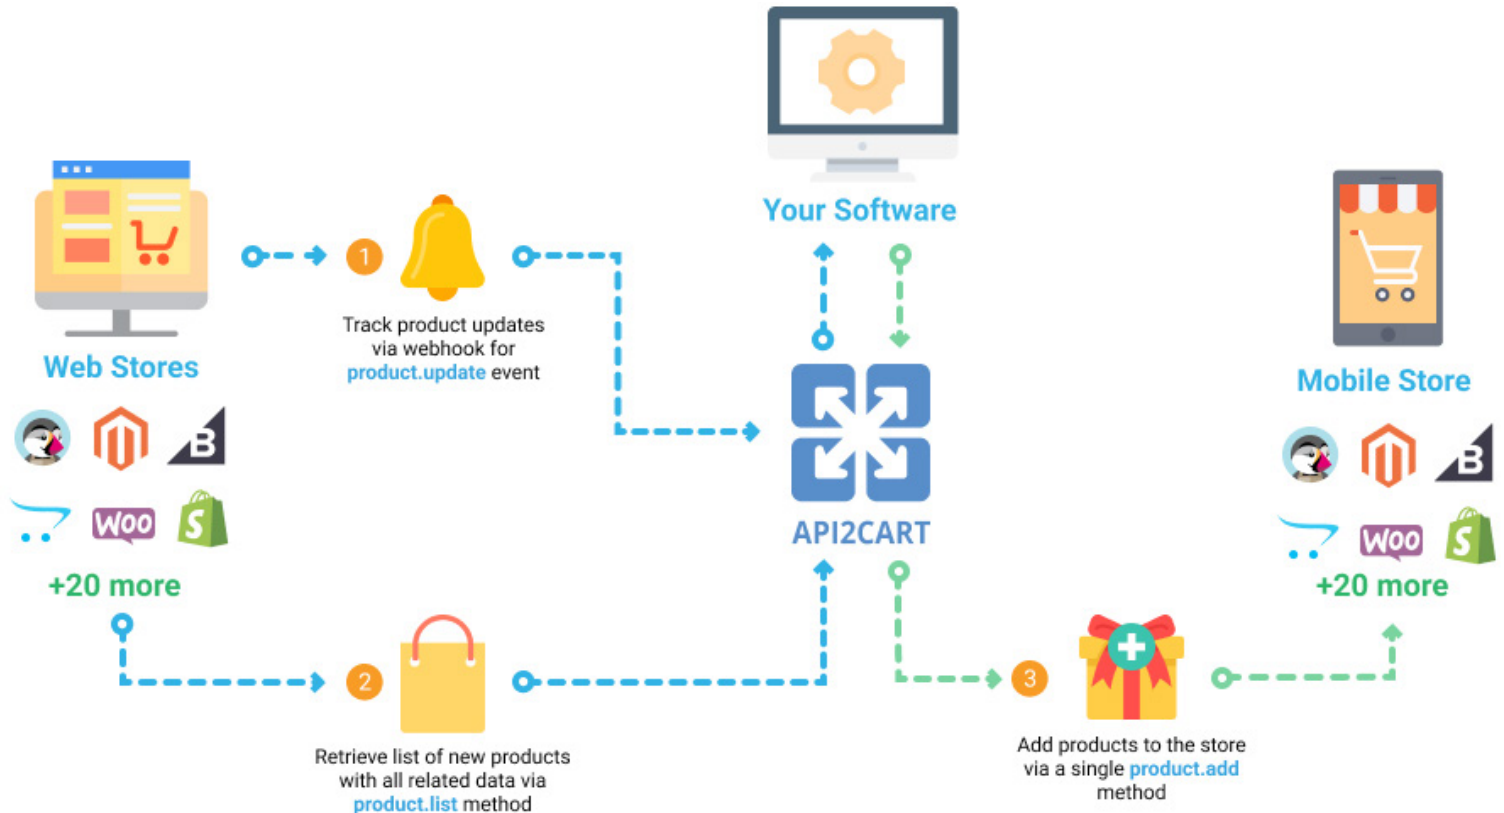 Your Software
Web Stores
1
Track product updates
via webhook for
product.update event
B
WOO
S
+20 more
API2CART
2
Retrieve list of new products
with all related data via
product.list method
3
Add products to the store
via a single product.add
method
Mobile Store
B
WOO
S
+20 more